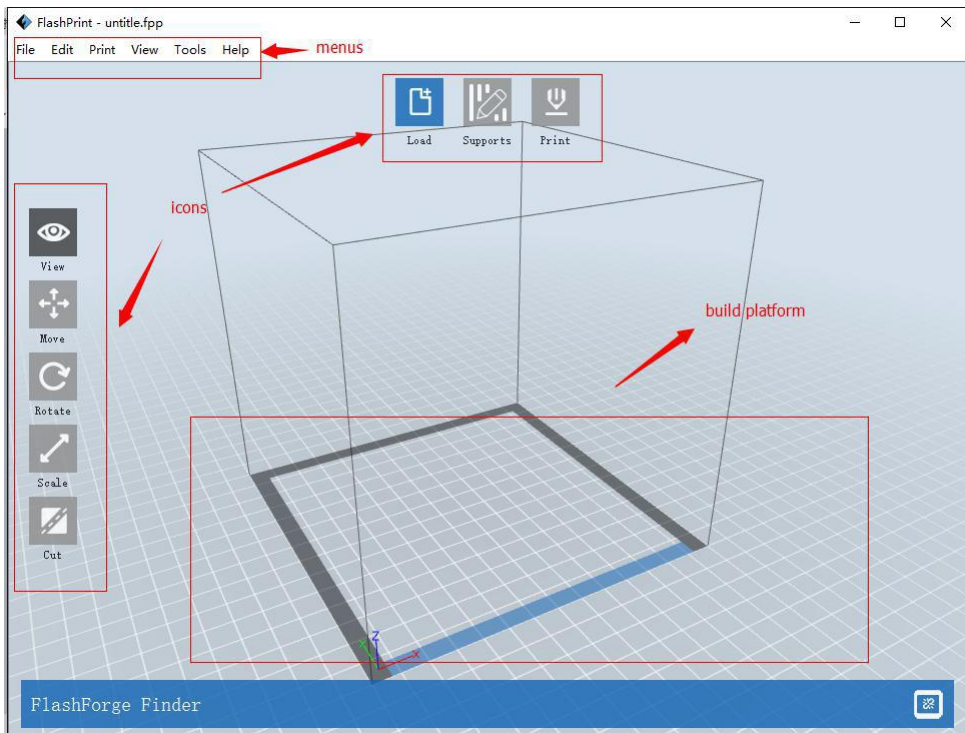 FlashPrint - untitle.fpp
File Edit Print View Tools Help
menus
Load Supports Print
icons
View
Move
build platform
Rotate
Scale
Cut
Z
X
FlashForge Finder